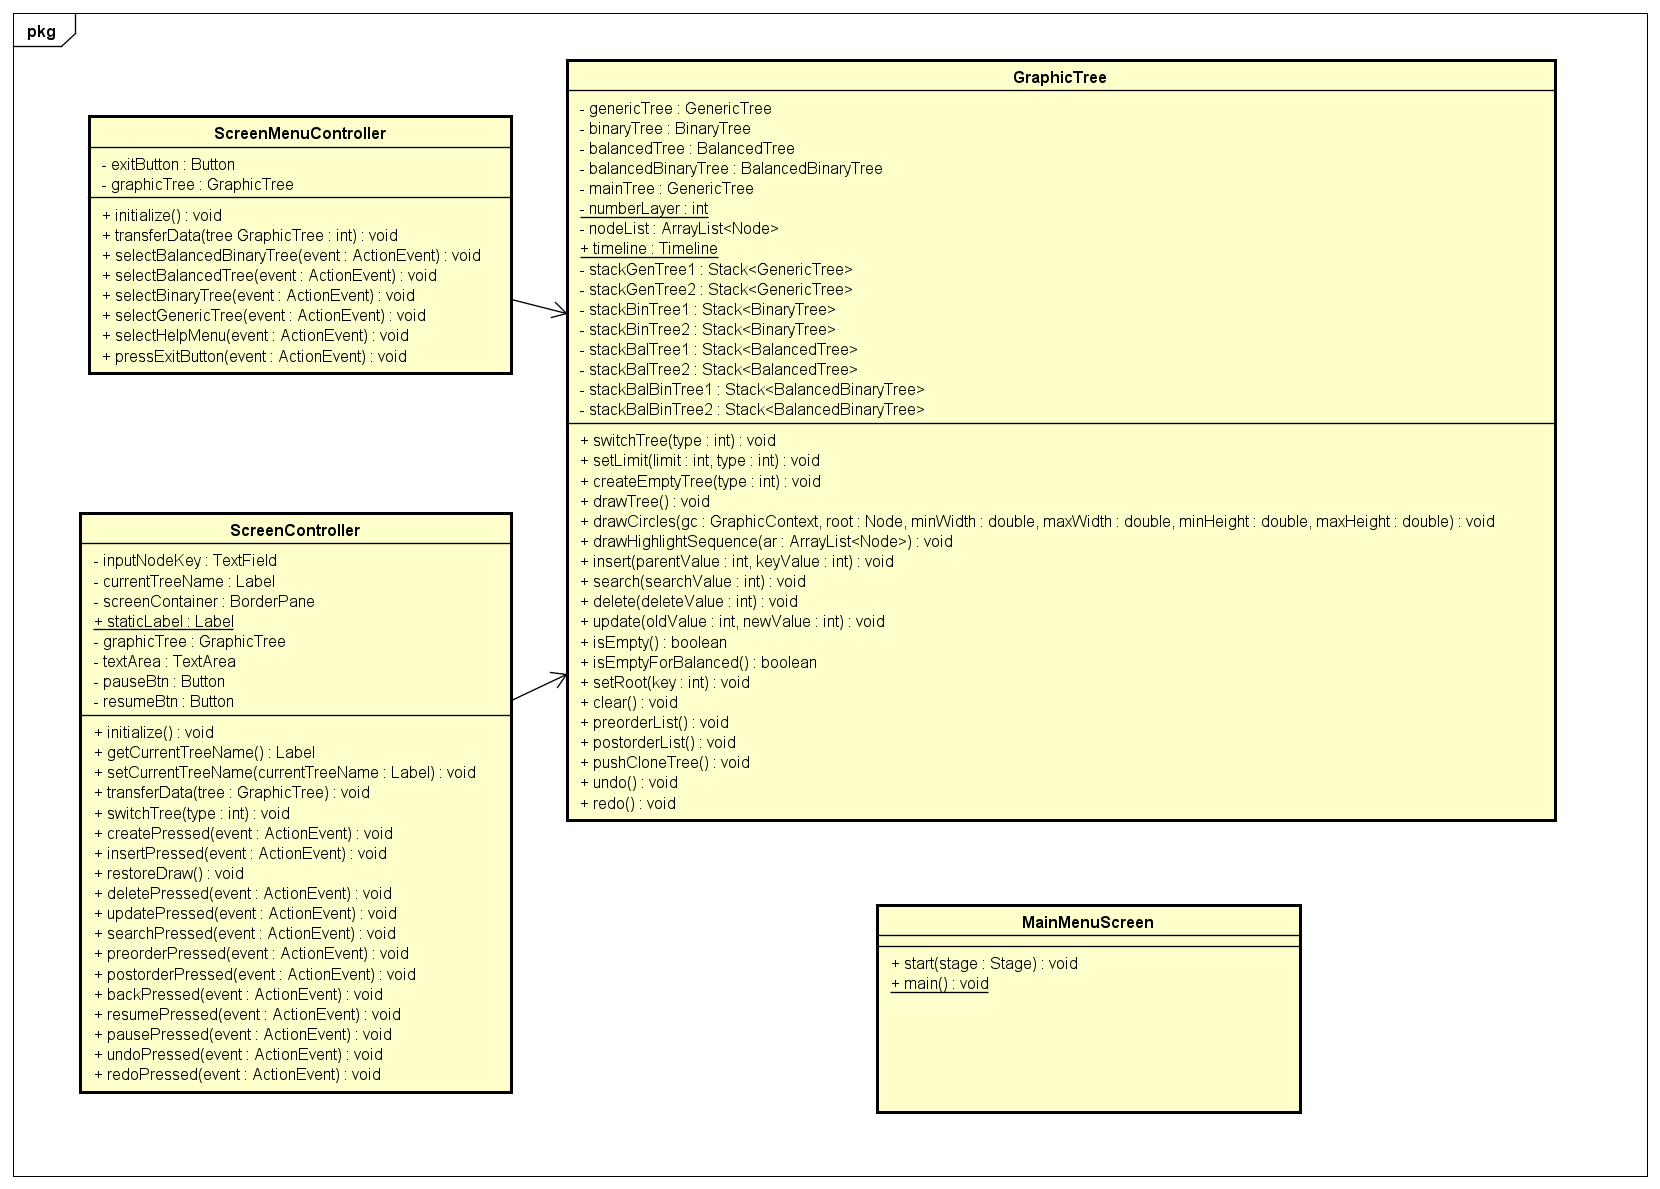 pkg
ScreenMenuController
- exitButton : Button
- graphicTree : GraphicTree
+ initialize() : void
+ transferData(tree GraphicTree : int) : void
+ selectBalancedBinaryTree(event : ActionEvent) : void
+ selectBalancedTree(event : ActionEvent) : void
+ selectBinaryTree(event : ActionEvent) : void
+ selectGenericTree(event : ActionEvent) : void
+ selectHelpMenu(event : ActionEvent) : void
+ pressExitButton(event : ActionEvent) : void
GraphicTree
- genericTree : GenericTree
- binaryTree : BinaryTree
- balancedTree : BalancedTree
- balancedBinaryTree : BalancedBinaryTree
- mainTree : GenericTree
- numberLayer : int
- nodeList : ArrayList<Node>
+ timeline : Timeline
- stackGenTree1 : Stack<GenericTree>
- stackGenTree2 : Stack<GenericTree>
- stackBinTree1 : Stack<BinaryTree>
- stackBinTree2 : Stack<BinaryTree>
- stackBalTree1 : Stack<BalancedTree>
- stackBalTree2 : Stack<BalancedTree>
- stackBalBinTree1 : Stack<BalancedBinaryTree>
- stackBalBinTree2 : Stack<BalancedBinaryTree>
+ switchTree(type : int) : void
+ setLimit(limit : int, type : int) : void
+ createEmptyTree(type : int) : void
+ drawTree() : void
+ drawCircles(gc : GraphicContext, root : Node, minWidth : double, maxWidth : double, minHeight : double, maxHeight : double) : void
+ drawHighlightSequence(ar : ArrayList<Node>) : void
+ insert(parentValue : int, keyValue : int) : void
+ search(searchValue : int) : void
+ delete(deleteValue : int) : void
+ update(oldValue : int, newValue : int) : void
+ isEmpty() : boolean
+ isEmptyForBalanced() : boolean
+ setRoot(key : int) : void
+ clear() : void
+ preorderList() : void
+ postorderList() : void
+ pushCloneTree() : void
+ undo() : void
+ redo() : void
ScreenController
- inputNodeKey : TextField
- currentTreeName : Label
- screenContainer : BorderPane
+ staticLabel : Label
- graphicTree : GraphicTree
- textArea : TextArea
- pauseBtn : Button
- resumeBtn : Button
+ initialize() : void
+ getCurrentTreeName() : Label
+ setCurrentTreeName(currentTreeName : Label) : void
+ transferData(tree : GraphicTree) : void
+ switchTree(type : int) : void
+ createPressed(event : ActionEvent) : void
+ insertPressed(event : ActionEvent) : void
+ restoreDraw() : void
+ deletePressed(event : ActionEvent) : void
+ updatePressed(event : ActionEvent) : void
+ searchPressed(event : ActionEvent) : void
+ preorderPressed(event : ActionEvent) : void
+ postorderPressed(event : ActionEvent) : void
+ backPressed(event : ActionEvent) : void
+ resumePressed(event : ActionEvent) : void
+ pausePressed(event : ActionEvent) : void
+ undoPressed(event : ActionEvent) : void
+ redoPressed(event : ActionEvent) : void
MainMenuScreen
+ start(stage : Stage) : void
+ main() : void